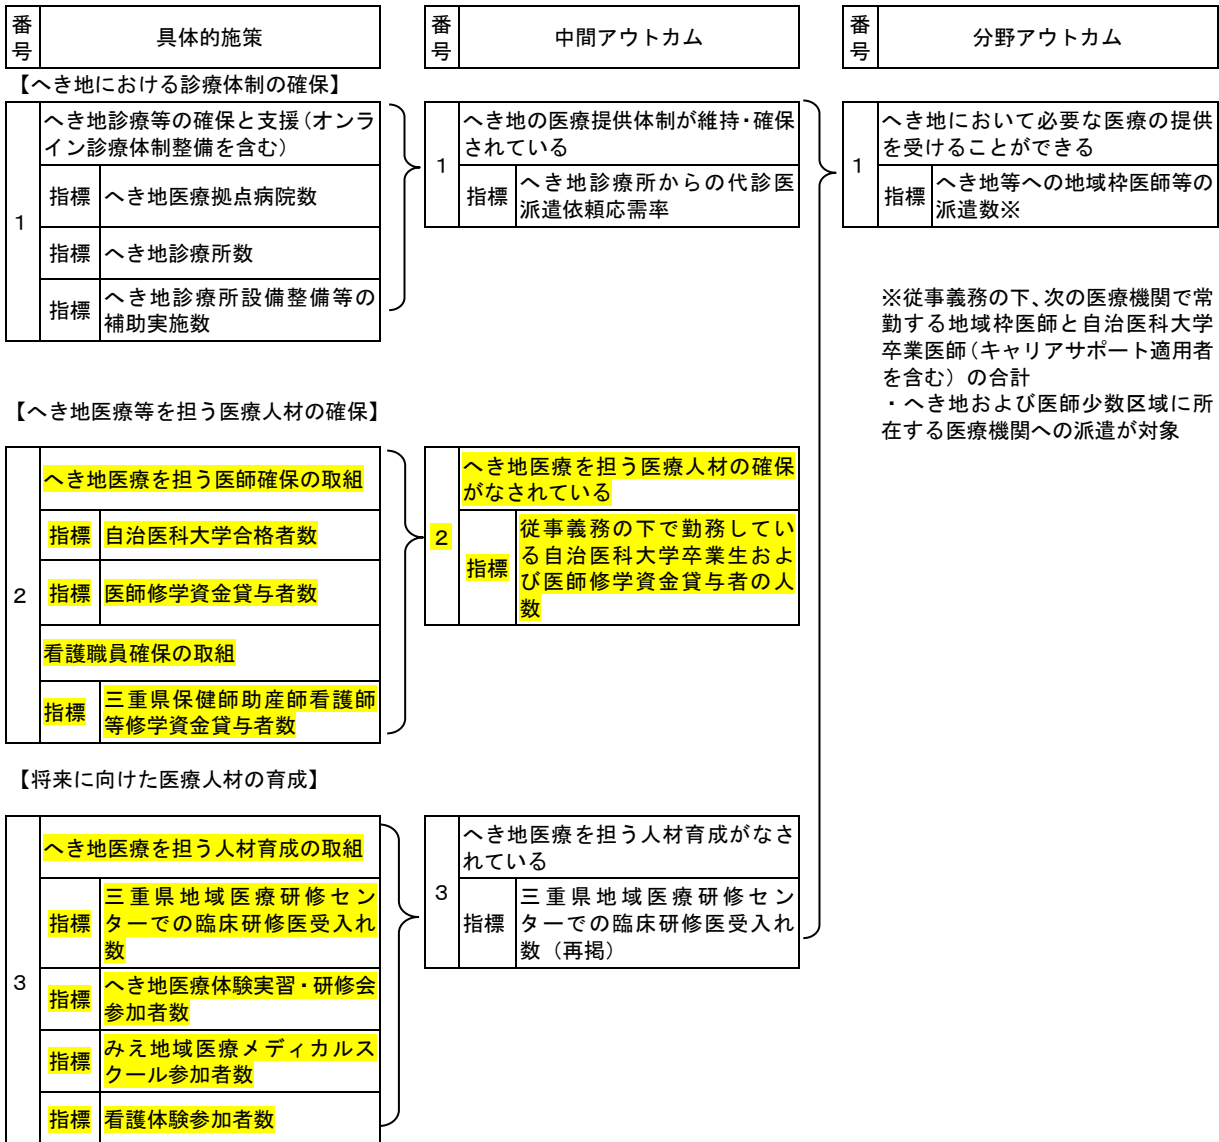 番号
具体的施策
番号
中間アウトカム
番号
分野アウトカム
【へき地における診療体制の確保】
1
へき地診療等の確保と支援(オンラ
イン診療体制整備を含む)
指標
へき地医療拠点病院数
指標
へき地診療所数
指標
へき地診療所設備整備等の
補助実施数
1
へき地の医療提供体制が維持・確保
されている
指標
へき地診療所からの代診医
派遣依頼応需率
1
へき地において必要な医療の提供
を受けることができる
指標
へき地等への地域枠医師等の
派遣数※
※従事義務の下、次の医療機関で常
勤する地域枠医師と自治医科大学
卒業医師(キャリアサポート適用者
を含む)の合計
・へき地および医師少数区域に所
在する医療機関への派遣が対象
【へき地医療等を担う医療人材の確保】
2
へき地医療を担う医師確保の取組
指標
自治医科大学合格者数
指標
医師修学資金貸与者数
看護職員確保の取組
指標
三重県保健師助産師看護師
等修学資金貸与者数
2
へき地医療を担う医療人材の確保
がなされている
指標
従事義務の下で勤務してい
る自治医科大学卒業生およ
び医師修学資金貸与者の人
数
【将来に向けた医療人材の育成】
3
へき地医療を担う人材育成の取組
指標
三重県地域医療研修セン
ターでの臨床研修医受入れ
数
指標
へき地医療体験実習・研修会
参加者数
指標
みえ地域医療メディカルス
クール参加者数
指標
看護体験参加者数
3
へき地医療を担う人材育成がなさ
れている
指標
三重県地域医療研修セン
ターでの臨床研修医受入れ
数(再掲)